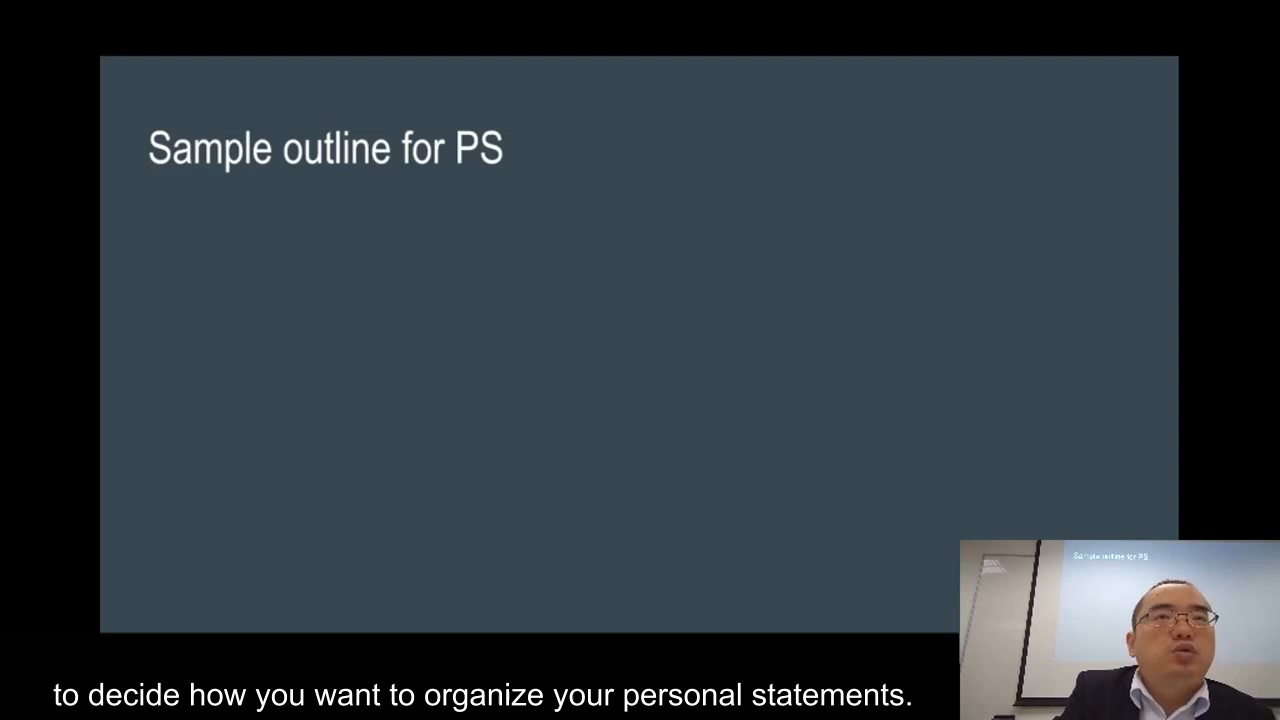 Sample outline for PS
Sample outline for PS
to decide how you want to organize your personal statements.